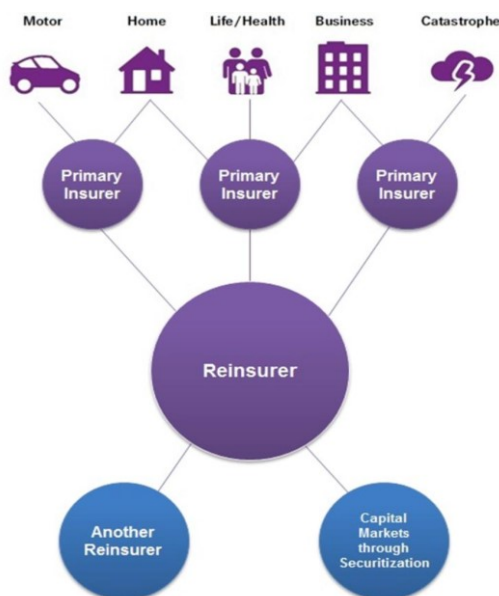 Motor
Home
Life/Health
Business
Catastrophe
Primary
Insurer
Primary
Insurer
Primary
Insurer
Reinsurer
Another
Reinsurer
Capital
Markets
through
Securitization